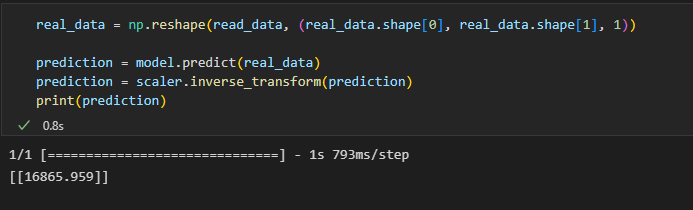 real_data = np.reshape(read_data, (real_data.shape[0], real_data.shape[1], 1))
prediction = model.predict(real_data)
prediction = scaler.inverse_transform(prediction)
print(prediction)
✓ 0.8s
1/1 [==============================] - 1s 793ms/step
[[16865.959]]